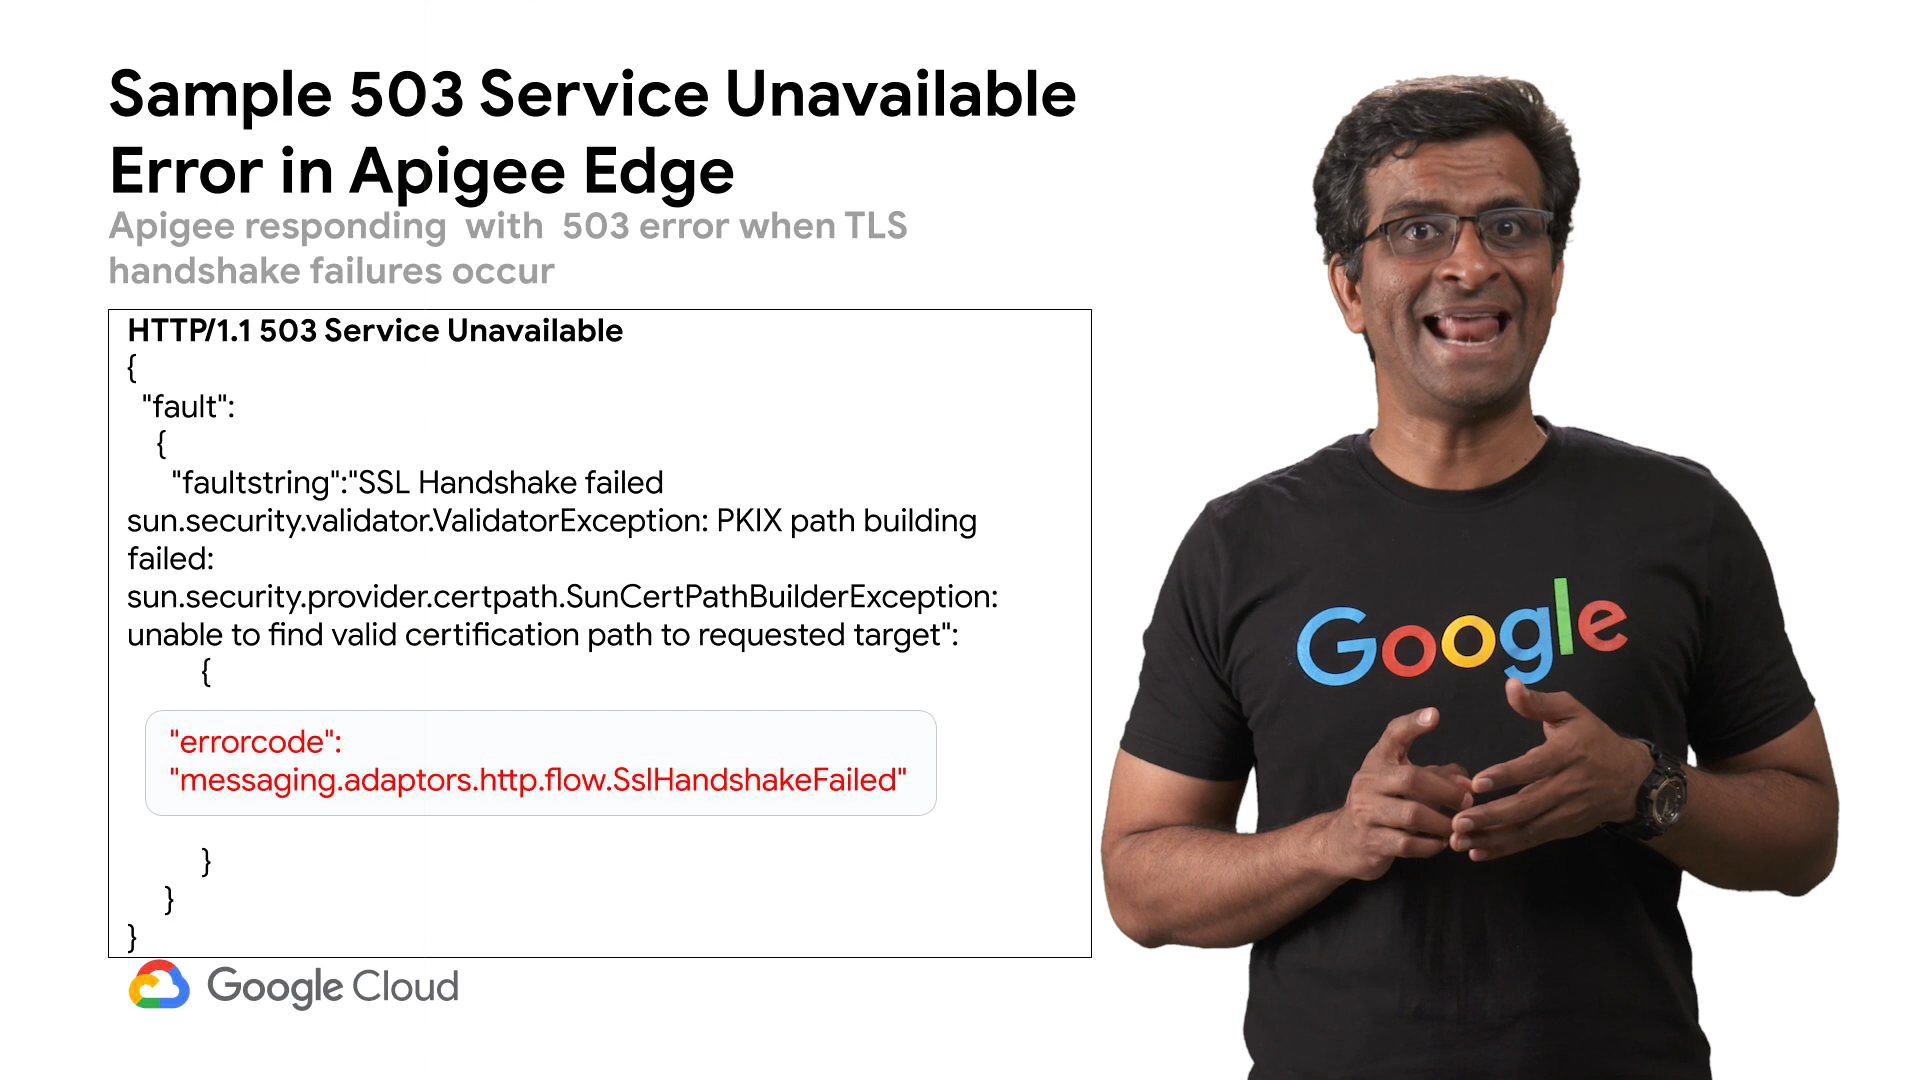 Sample 503 Service Unavailable
Error in Apigee Edge
Apigee responding with 503 error when TLS
handshake failures occur
HTTP/1.1 503 Service Unavailable
{
"fault":
{
"faultstring":"SSL Handshake failed
sun.security.validator.ValidatorException: PKIX path building
failed:
sun.security.provider.certpath.SunCertPathBuilderException:
unable to find valid certification path to requested target":
{
"errorcode":
"messaging.adaptors.http.flow.SslHandshakeFailed"
}
}
}
Google Cloud
Google